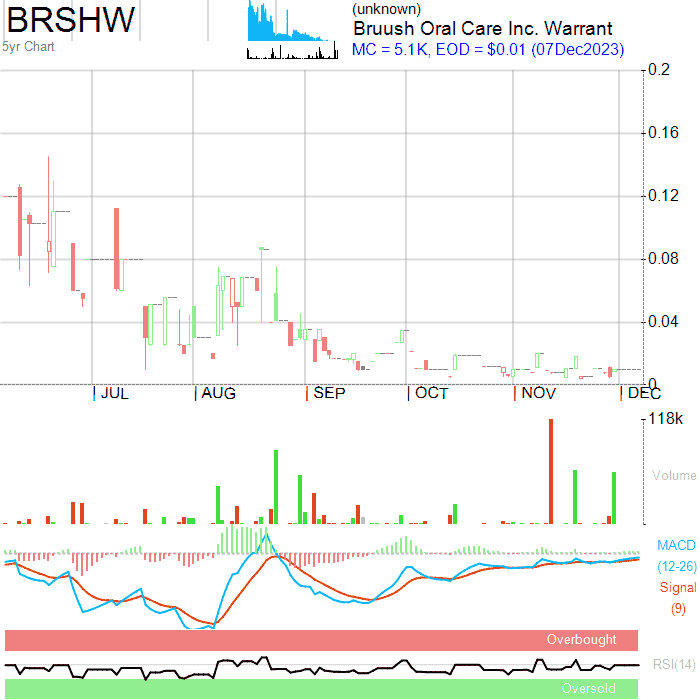 BRSHW
5yr Chart
(unknown)
Bruush Oral Care Inc. Warrant
MC = 5.1K, EOD = $0.01 (07Dec2023)
0.2
0.16
0.12
0.08
0.04
0
JUL
AUG
SEP
OCT
NOV
DEC
118k
Volume
MACD
(12-26)
Signal
(9)
Overbought
RSI(14)
Oversold